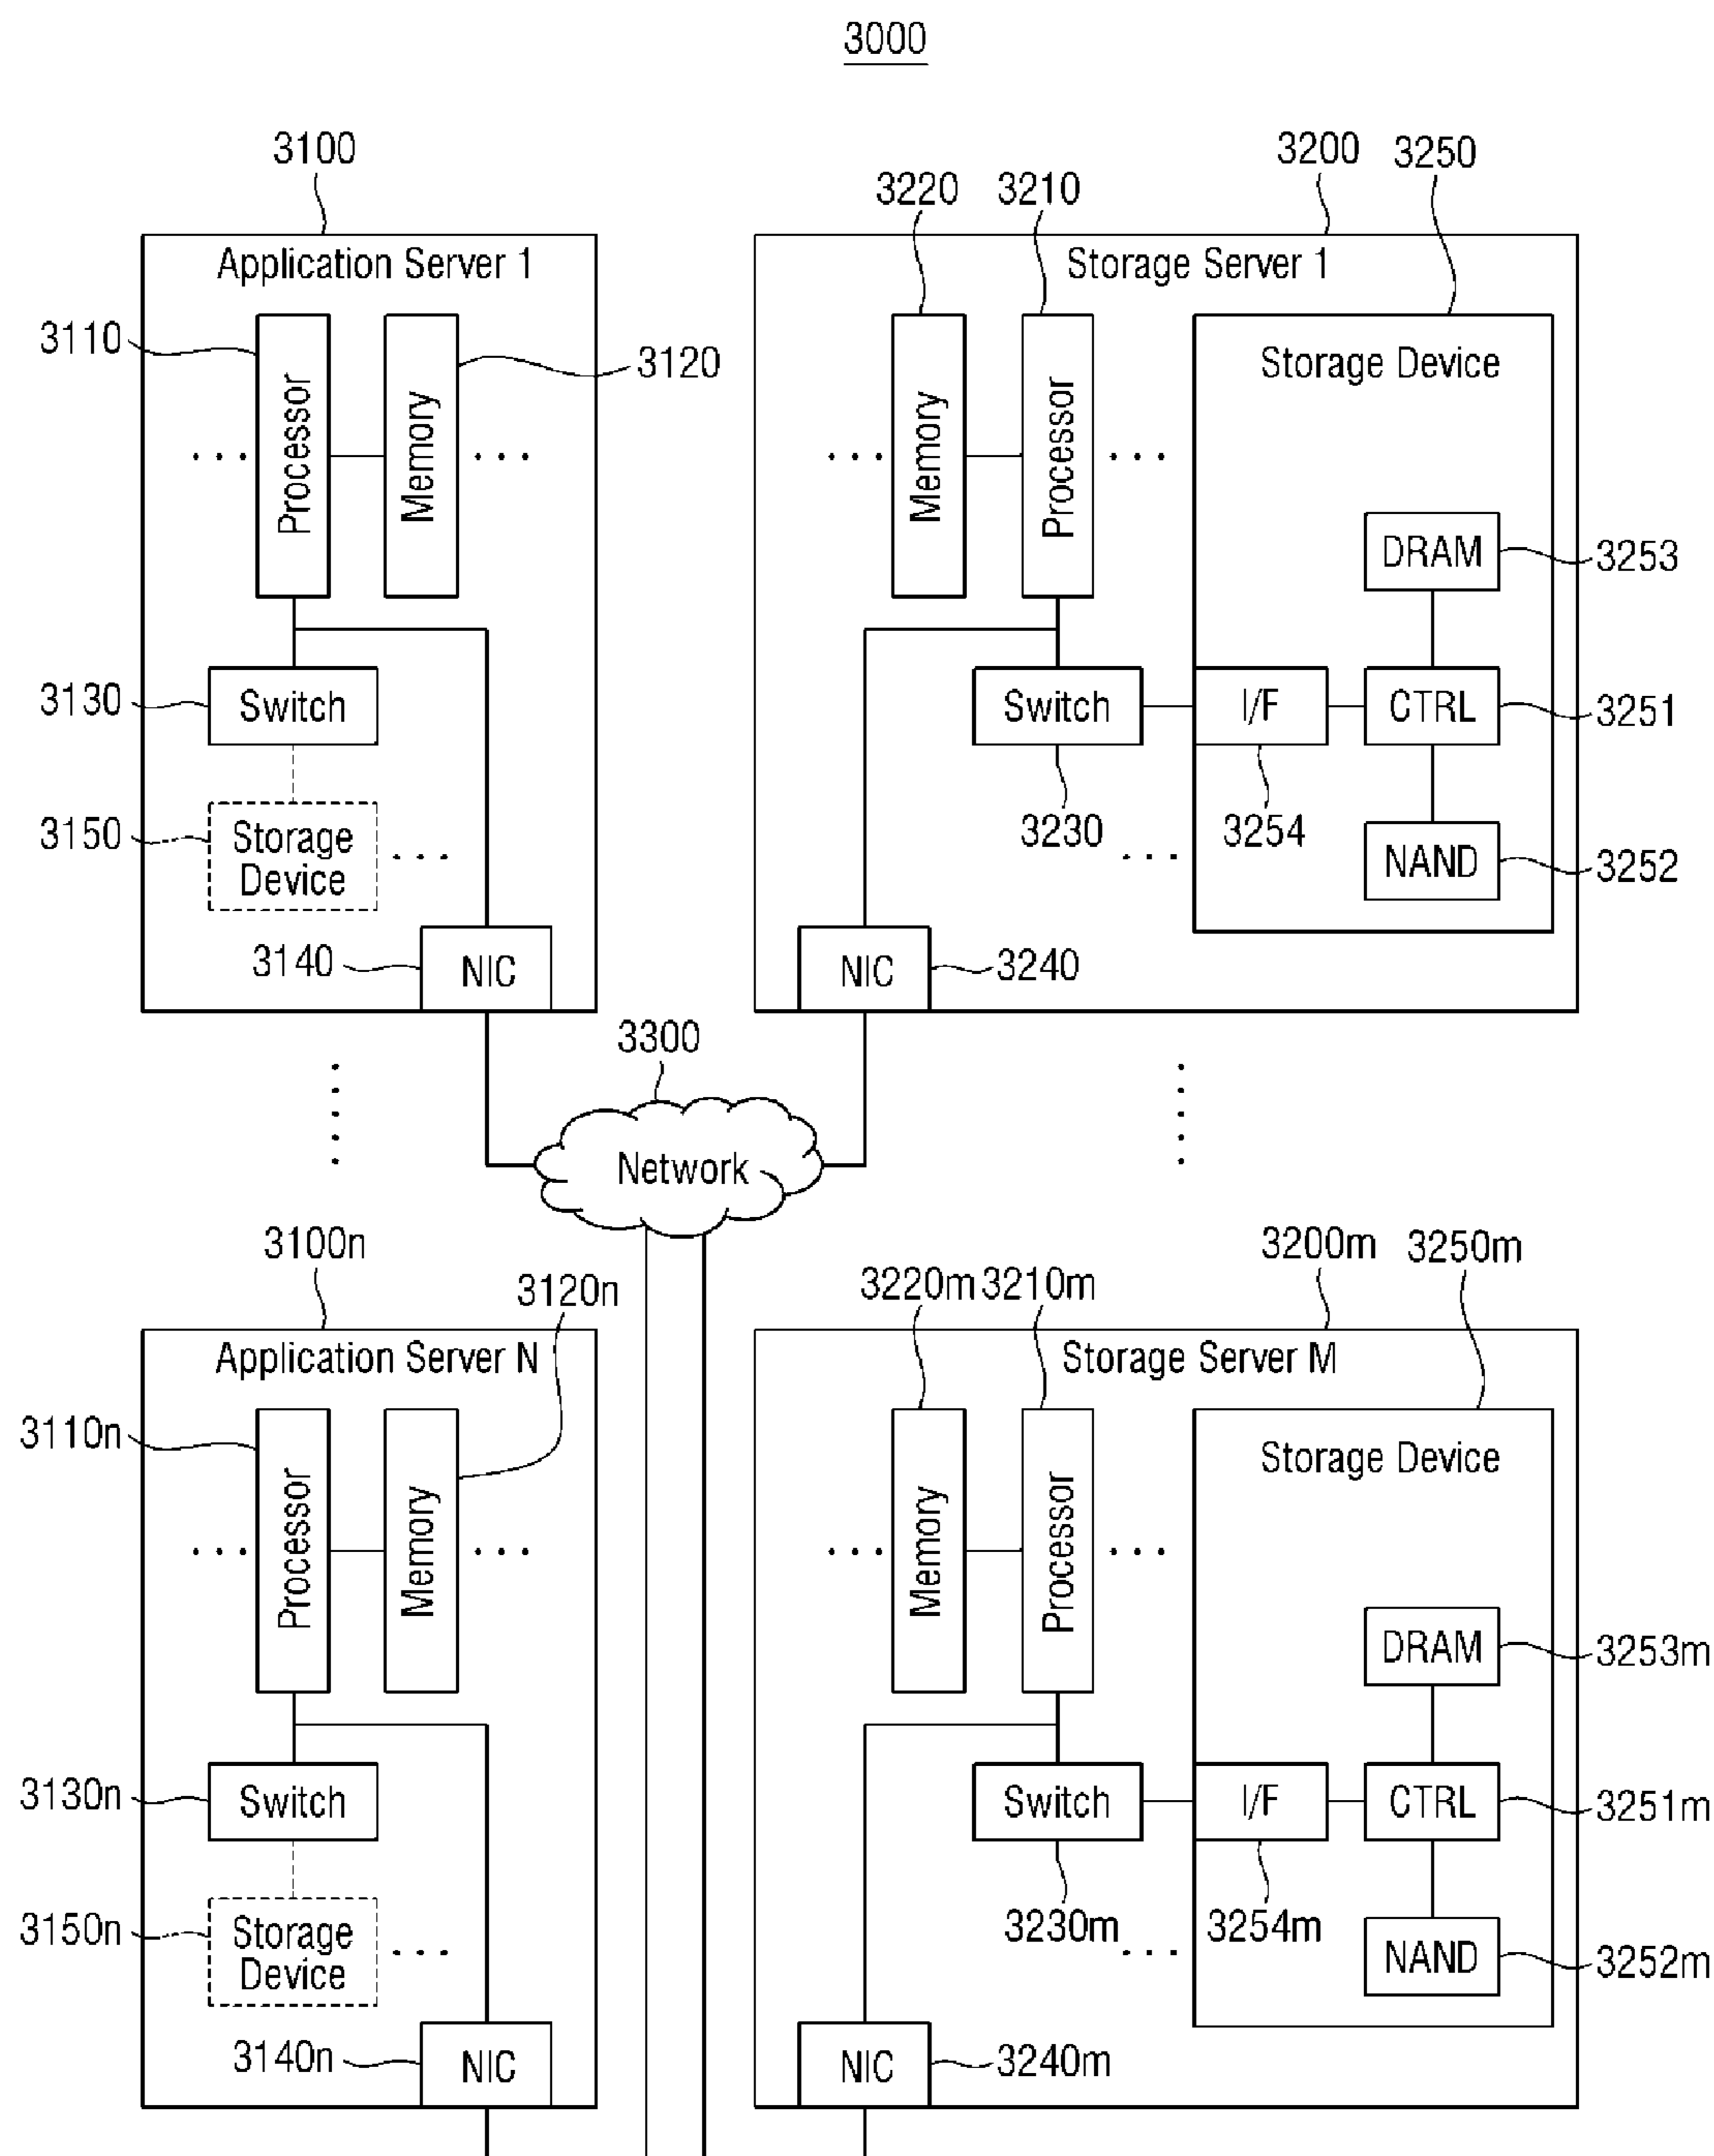 3000
3100
3200
3250
3220
3210
Application Server 1
Storage Server 1
3110
3120
Processor
Memory
Memory
Processor
Storage Device
DRAM
3253
3130
Switch
Switch
I/F
CTRL
3251
3150
Storage
Device
3230
3254
NAND
3252
3140
NIC
NIC
3240
3300
Network
3100n
3120n
3200m
3250m
3220m
3210m
Application Server N
Storage Server M
3110n
Processor
Memory
Memory
Processor
Storage Device
DRAM
3253m
3130n
Switch
Switch
I/F
CTRL
3251m
3150n
Storage
Device
3230m
3254m
NAND
3252m
3140n
NIC
NIC
3240m